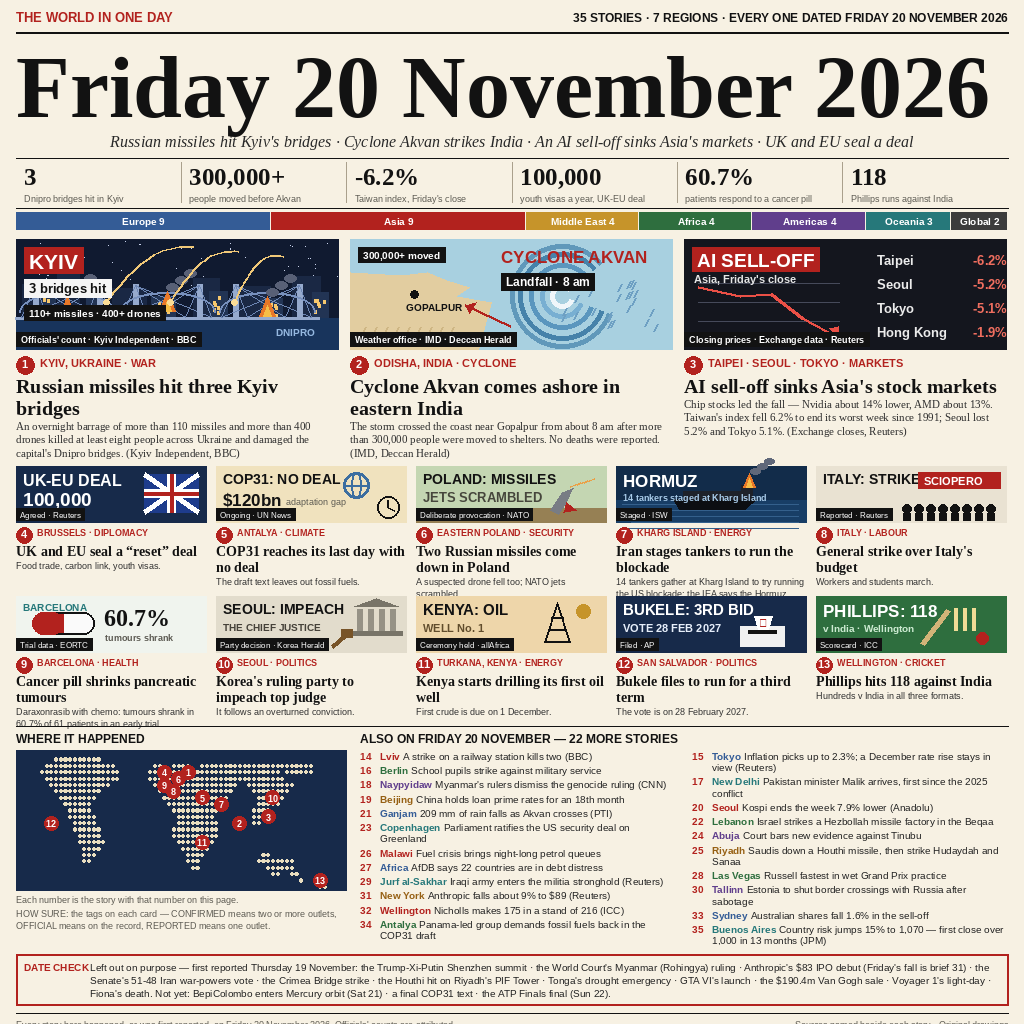 THE WORLD IN ONE DAY
35 STORIES · 7 REGIONS · EVERY ONE DATED FRIDAY 20 NOVEMBER 2026
Friday 20 November 2026
Russian missiles hit Kyiv's bridges · Cyclone Akvan strikes India · An AI sell-off sinks Asia's markets · UK and EU seal a deal
3
Dnipro bridges hit in Kyiv
300,000+
people moved before Akvan
-6.2%
Taiwan index, Friday's close
100,000
youth visas a year, UK-EU deal
60.7%
patients respond to a cancer pill
118
Phillips runs against India
Europe 9
Asia 9
Middle East 4
Africa 4
Americas 4
Oceania 3
Global 2
KYIV
3 bridges hit
110+ missiles · 400+ drones
DNIPRO
Officials' count · Kyiv Independent · BBC
300,000+ moved
CYCLONE AKVAN
Landfall · 8 am
GOPALPUR
Weather office · IMD · Deccan Herald
AI SELL-OFF
Asia, Friday's close
Taipei -6.2%
Seoul -5.2%
Tokyo -5.1%
Hong Kong -1.9%
Closing prices · Exchange data · Reuters
1 KYIV, UKRAINE · WAR
Russian missiles hit three Kyiv
bridges
An overnight barrage of more than 110 missiles and more than 400
drones killed at least eight people across Ukraine and damaged the
capital's Dnipro bridges. (Kyiv Independent, BBC)
2 ODISHA, INDIA · CYCLONE
Cyclone Akvan comes ashore in
eastern India
The storm crossed the coast near Gopalpur from about 8 am after more
than 300,000 people were moved to shelters. No deaths were reported.
(IMD, Deccan Herald)
3 TAIPEI · SEOUL · TOKYO · MARKETS
AI sell-off sinks Asia's stock markets
Chip stocks led the fall — Nvidia about 14% lower, AMD about 13%.
Taiwan's index fell 6.2% to end its worst week since 1991; Seoul lost
5.2% and Tokyo 5.1%. (Exchange closes, Reuters)
UK-EU DEAL
100,000
Agreed · Reuters
COP31: NO DEAL
$120bn adaptation gap
Ongoing · UN News
POLAND: MISSILES
JETS SCRAMBLED
Deliberate provocation · NATO
HORMUZ
14 tankers staged at Kharg Island
Staged · ISW
ITALY: STRIKE
SCIOPERO
Reported · Reuters
4 BRUSSELS · DIPLOMACY
UK and EU seal a “reset” deal
Food trade, carbon link, youth visas.
5 ANTALYA · CLIMATE
COP31 reaches its last day with
no deal
The draft text leaves out fossil fuels.
6 EASTERN POLAND · SECURITY
Two Russian missiles come
down in Poland
A suspected drone fell too; NATO jets
scrambled.
7 KHARG ISLAND · ENERGY
Iran stages tankers to run the
blockade
14 tankers gather at Kharg Island to try running
the US blockade; the IEA says the Hormuz
8 ITALY · LABOUR
General strike over Italy's
budget
Workers and students march.
BARCELONA
60.7%
tumours shrank
Trial data · EORTC
SEOUL: IMPEACH
THE CHIEF JUSTICE
Party decision · Korea Herald
KENYA: OIL
WELL No. 1
Ceremony held · allAfrica
BUKELE: 3RD BID
VOTE 28 FEB 2027
Filed · AP
PHILLIPS: 118
v India · Wellington
Scorecard · ICC
9 BARCELONA · HEALTH
Cancer pill shrinks pancreatic
tumours
Daraxonrasib with chemo: tumours shrank in
60.7% of 61 patients in an early trial.
10 SEOUL · POLITICS
Korea's ruling party to
impeach top judge
It follows an overturned conviction.
11 TURKANA, KENYA · ENERGY
Kenya starts drilling its first oil
well
First crude is due on 1 December.
12 SAN SALVADOR · POLITICS
Bukele files to run for a third
term
The vote is on 28 February 2027.
13 WELLINGTON · CRICKET
Phillips hits 118 against India
Hundreds v India in all three formats.
WHERE IT HAPPENED
4
6
1
9
8
5
7
10
3
2
12
11
13
Each number is the story with that number on this page.
HOW SURE: the tags on each card — CONFIRMED means two or more outlets,
OFFICIAL means on the record, REPORTED means one outlet.
ALSO ON FRIDAY 20 NOVEMBER — 22 MORE STORIES
14 Lviv A strike on a railway station kills two (BBC)
16 Berlin School pupils strike against military service
18 Naypyidaw Myanmar's rulers dismiss the genocide ruling (CNN)
19 Beijing China holds loan prime rates for an 18th month
21 Ganjam 209 mm of rain falls as Akvan crosses (PTI)
23 Copenhagen Parliament ratifies the US security deal on
Greenland
26 Malawi Fuel crisis brings night-long petrol queues
27 Africa AfDB says 22 countries are in debt distress
29 Jurf al-Sakhar Iraqi army enters the militia stronghold (Reuters)
31 New York Anthropic falls about 9% to $89 (Reuters)
32 Wellington Nicholls makes 175 in a stand of 216 (ICC)
34 Antalya Panama-led group demands fossil fuels back in the
COP31 draft
15 Tokyo Inflation picks up to 2.3%; a December rate rise stays in
view (Reuters)
17 New Delhi Pakistan minister Malik arrives, first since the 2025
conflict
20 Seoul Kospi ends the week 7.9% lower (Anadolu)
22 Lebanon Israel strikes a Hezbollah missile factory in the Beqaa
24 Abuja Court bars new evidence against Tinubu
25 Riyadh Saudis down a Houthi missile, then strike Hudaydah and
Sanaa
28 Las Vegas Russell fastest in wet Grand Prix practice
30 Tallinn Estonia to shut border crossings with Russia after
sabotage
33 Sydney Australian shares fall 1.6% in the sell-off
35 Buenos Aires Country risk jumps 15% to 1,070 — first close over
1,000 in 13 months (JPM)
DATE CHECK Left out on purpose — first reported Thursday 19 November: the Trump-Xi-Putin Shenzhen summit · the World Court's Myanmar (Rohingya) ruling · Anthropic's $83 IPO debut (Friday's fall is brief 31) · the
Senate's 51-48 Iran war-powers vote · the Crimea Bridge strike · the Houthi hit on Riyadh's PIF Tower · Tonga's drought emergency · GTA VI's launch · the $190.4m Van Gogh sale · Voyager 1's light-day ·
Fiona's death. Not yet: BepiColombo enters Mercury orbit (Sat 21) · a final COP31 text · the ATP Finals final (Sun 22).